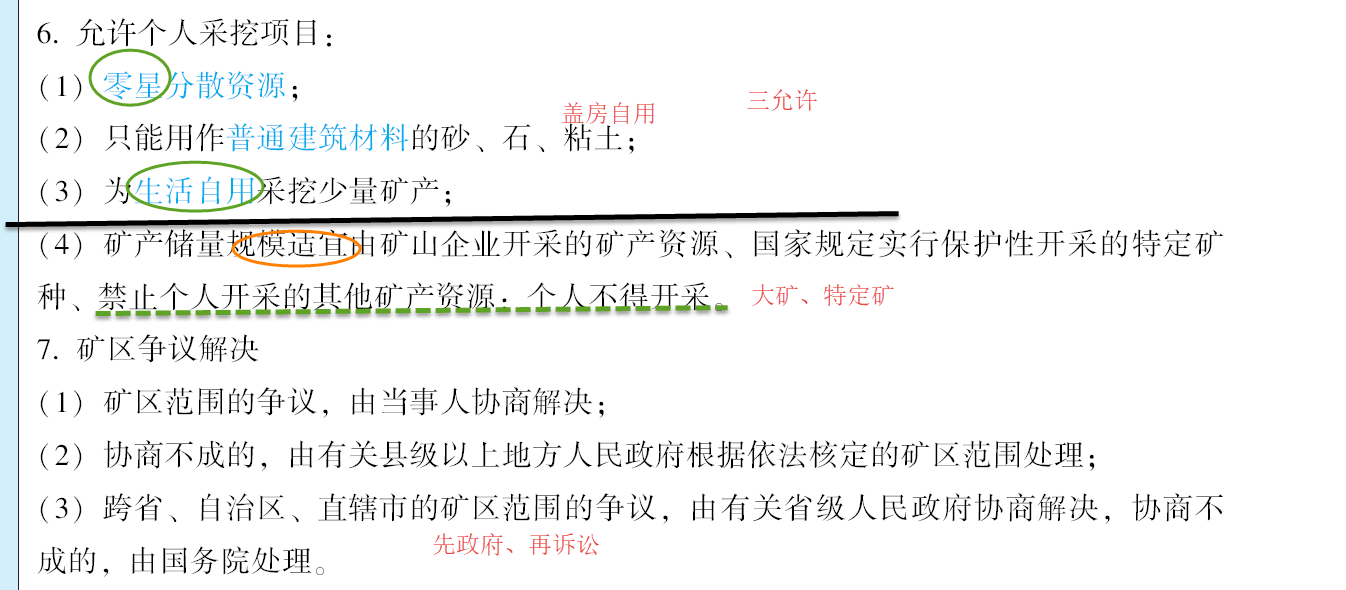 6. 允许个人采挖项目：
（1）零星分散资源；
盖房自用
三允许
（2）只能用作普通建筑材料的砂、石、粘土；
（3）为生活自用采挖少量矿产；
（4）矿产储量规模适宜由矿山企业开采的矿产资源、国家规定实行保护性开采的特定矿
种、禁止个人开采的其他矿产资源：个人不得开采。
大矿、特定矿
7. 矿区争议解决
（1）矿区范围的争议，由当事人协商解决；
（2）协商不成的，由有关县级以上地方人民政府根据依法核定的矿区范围处理；
（3）跨省、自治区、直辖市的矿区范围的争议，由有关省级人民政府协商解决，协商不
成的，由国务院处理。
先政府、再诉讼